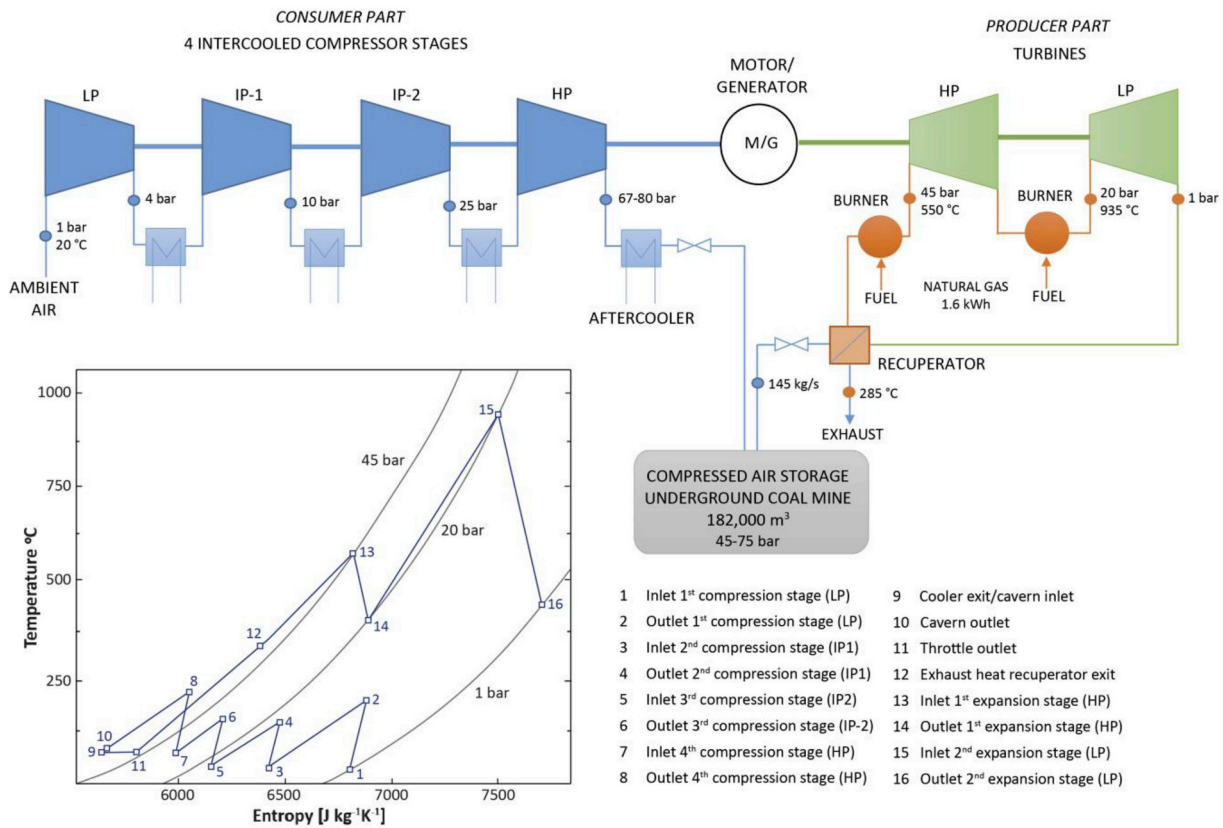 CONSUMER PART
4 INTERCOOLED COMPRESSOR STAGES
PRODUCER PART
TURBINES
LP
IP-1
IP-2
HP
MOTOR/
GENERATOR
M/G
HP
LP
1 bar
20 °C
4 bar
10 bar
25 bar
67-80 bar
BURNER
45 bar
550 °C
BURNER
20 bar
935 °C
1 bar
AMBIENT
AIR
AFTERCOOLER
FUEL
NATURAL GAS
1.6 kWh
FUEL
RECUPERATOR
145 kg/s
285 °C
EXHAUST
COMPRESSED AIR STORAGE
UNDERGROUND COAL MINE
182,000 m³
45-75 bar
Temperature ºC
1000
750
500
250
45 bar
20 bar
1 bar
15
13
12
14
16
8
2
10
6
4
9
11
7
5
3
1
6000
6500
7000
7500
Entropy [J kg⁻¹K⁻¹]
1 Inlet 1st compression stage (LP)
2 Outlet 1st compression stage (LP)
3 Inlet 2nd compression stage (IP1)
4 Outlet 2nd compression stage (IP1)
5 Inlet 3rd compression stage (IP2)
6 Outlet 3rd compression stage (IP-2)
7 Inlet 4th compression stage (HP)
8 Outlet 4th compression stage (HP)
9 Cooler exit/cavern inlet
10 Cavern outlet
11 Throttle outlet
12 Exhaust heat recuperator exit
13 Inlet 1st expansion stage (HP)
14 Outlet 1st expansion stage (HP)
15 Inlet 2nd expansion stage (LP)
16 Outlet 2nd expansion stage (LP)